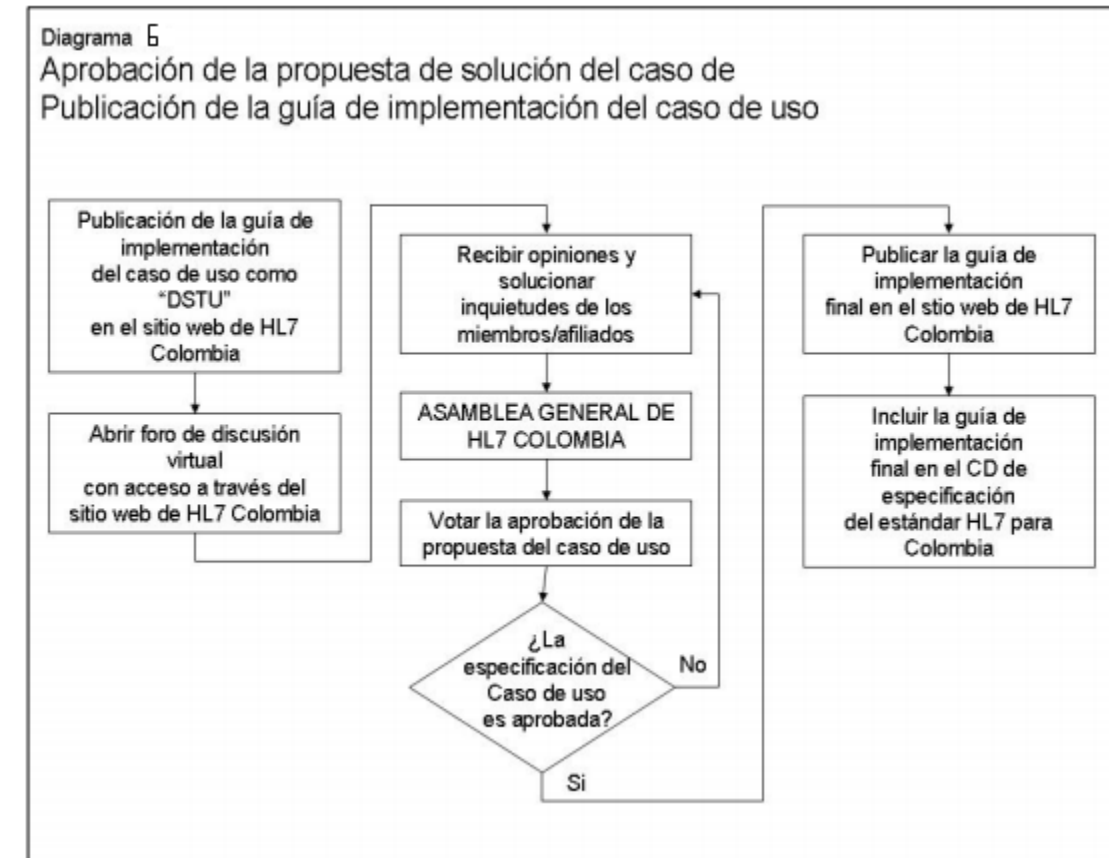 Diagrama 6
Aprobación de la propuesta de solución del caso de
Publicación de la guía de implementación del caso de uso
Publicación de la guía de
implementación
del caso de uso como
“DSTU”
en el sitio web de HL7
Colombia
Abrir foro de discusión
virtual
con acceso a través del
sitio web de HL7 Colombia
Recibir opiniones y
solucionar
inquietudes de los
miembros/afiliados
ASAMBLEA GENERAL DE
HL7 COLOMBIA
Votar la aprobación de la
propuesta del caso de uso
¿La
especificación del
Caso de uso
es aprobada?
No
Si
Publicar la guía de
implementación
final en el stio web de HL7
Colombia
Incluir la guía de
implementación
final en el CD de
especificación
del estándar HL7 para
Colombia